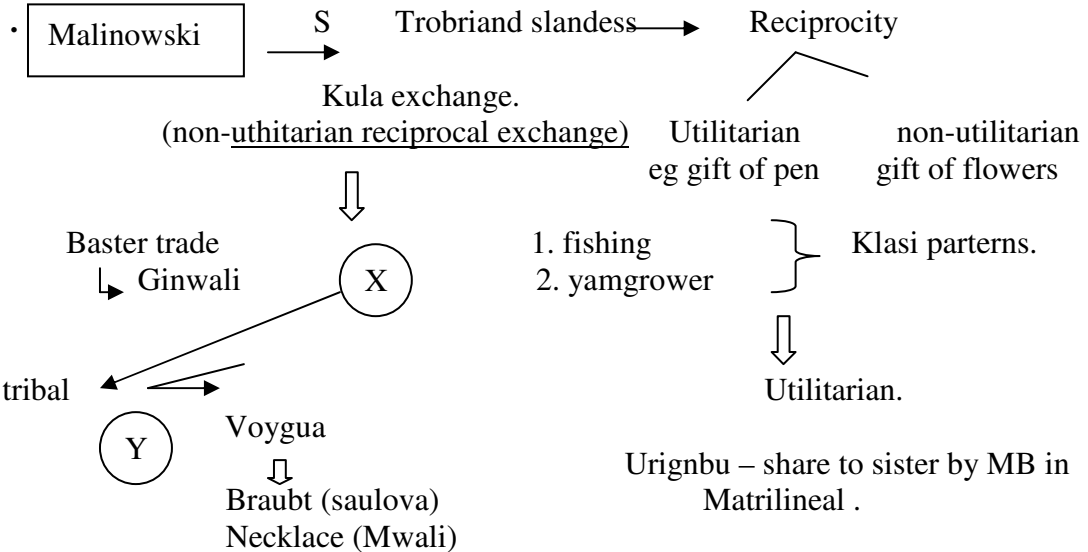 · Malinowski S Trobriand slandess Reciprocity
Kula exchange.
(non-uthitarian reciprocal exchange) Utilitarian non-utilitarian
eg gift of pen gift of flowers
Baster trade 1. fishing Klasi parterns.
Ginwali X 2. yamgrower
tribal Utilitarian.
Y Voygua
Urignbu – share to sister by MB in
Braubt (saulova) Matrilineal .
Necklace (Mwali)